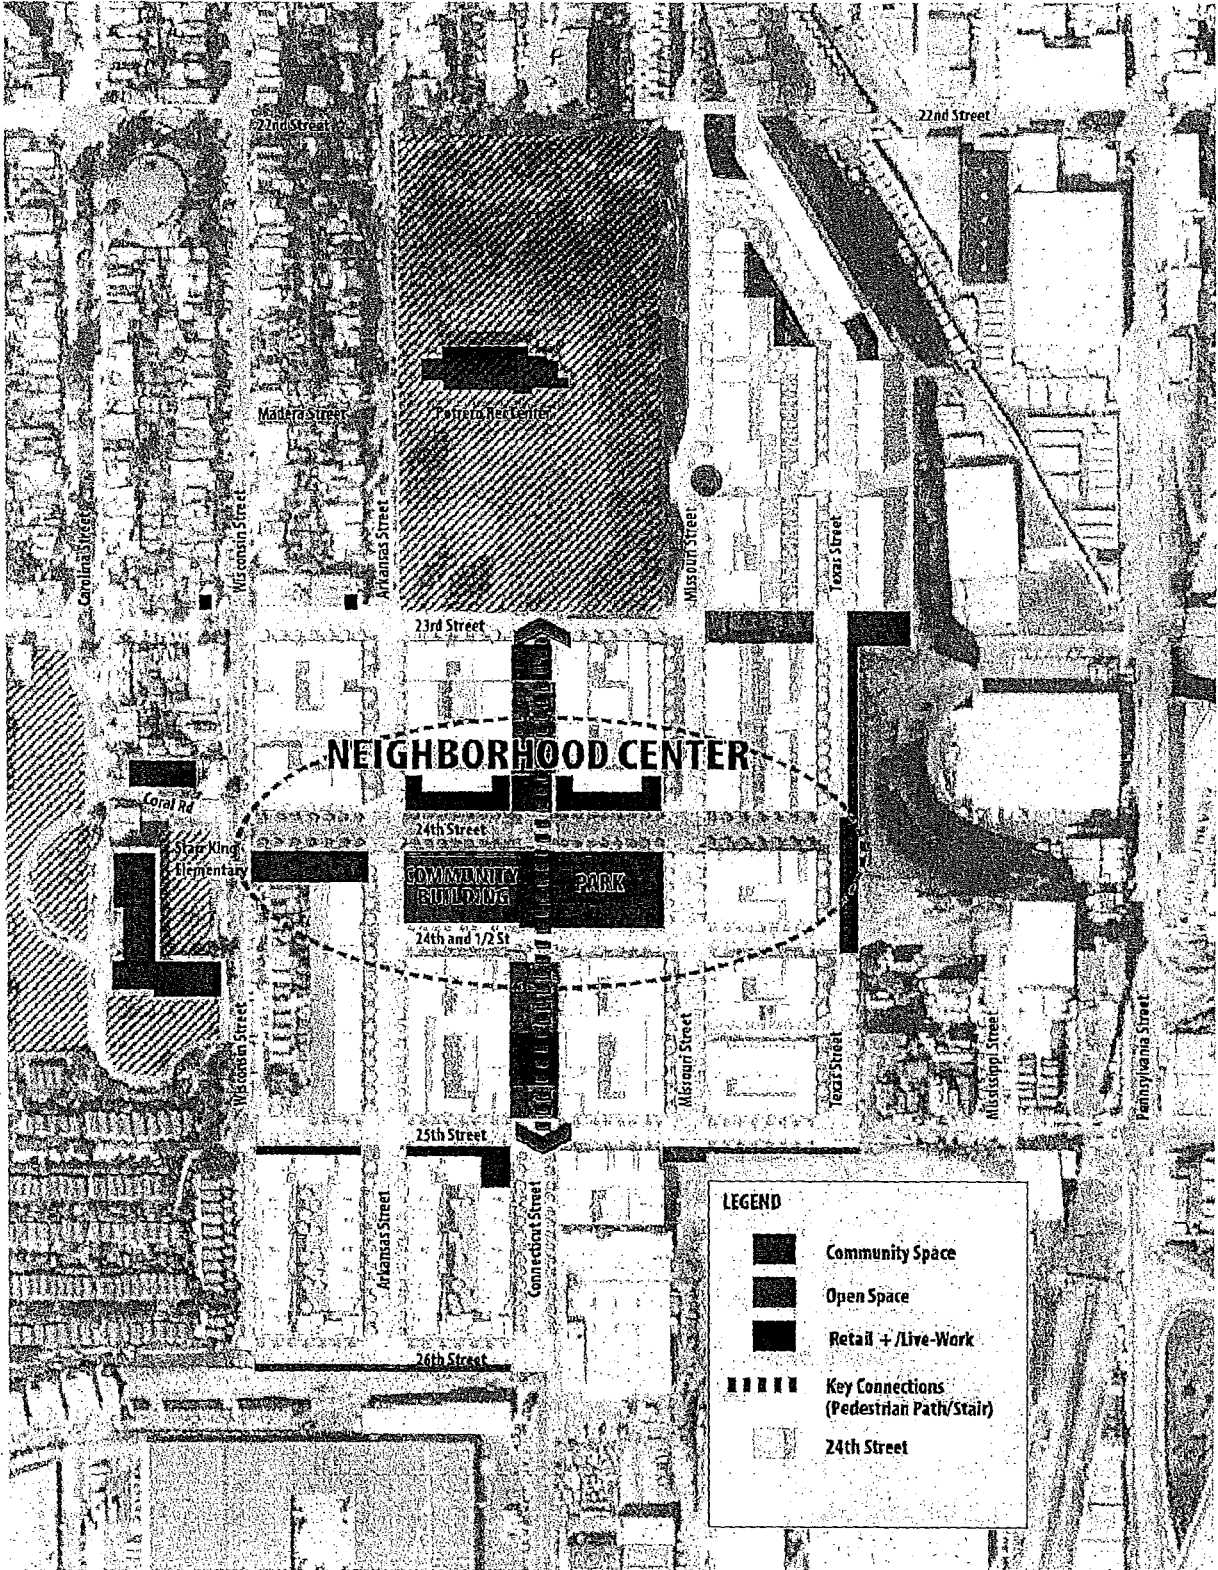 22nd Street
22nd Street
Madera Street
Potrero Rec Center
Carolina Street
Wisconsin Street
Arkansas Street
Missouri Street
Texas Street
23rd Street
NEIGHBORHOOD CENTER
Coral Rd
24th Street
Starr King
Elementary
COMMUNITY
BUILDING
PARK
24th and 1/2 St
Wisconsin Street
Missouri Street
Texas Street
Mississippi Street
Pennsylvania Street
25th Street
Arkansas Street
Connecticut Street
26th Street
LEGEND
Community Space
Open Space
Retail +/Live-Work
Key Connections
(Pedestrian Path/Stair)
24th Street